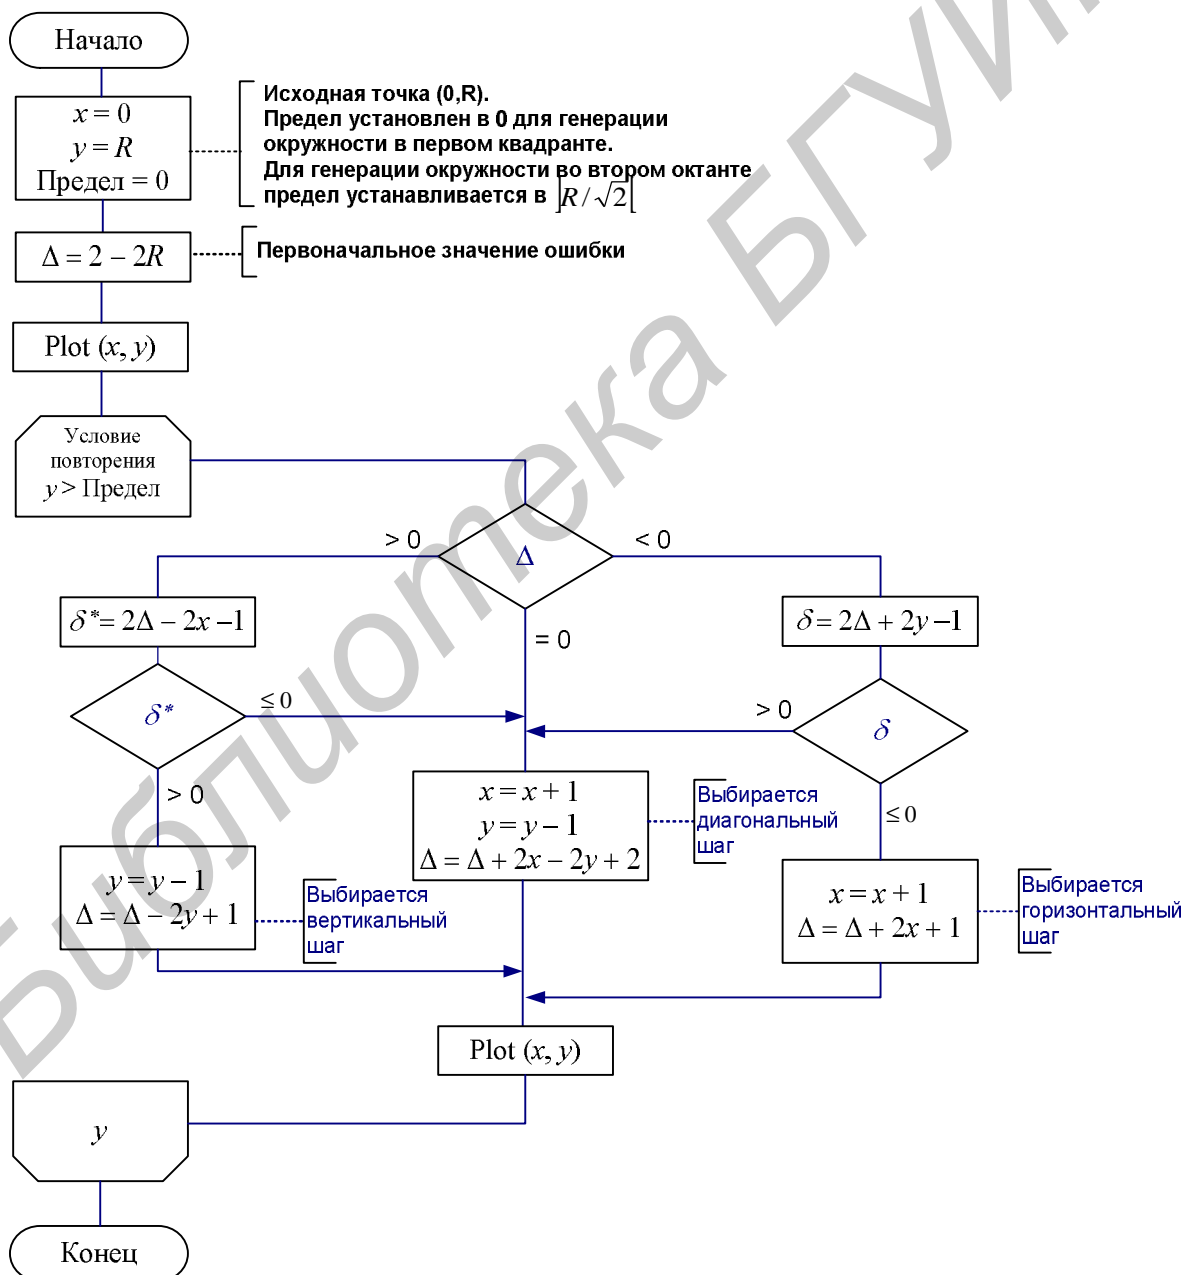 Начало
x = 0
y = R
Предел = 0
Исходная точка (0,R).
Предел установлен в 0 для генерации
окружности в первом квадранте.
Для генерации окружности во втором октанте
предел устанавливается в ]R/√2[
Δ = 2 − 2R
Первоначальное значение ошибки
Plot (x, y)
Условие
повторения
y > Предел
Δ
> 0
< 0
= 0
δ*= 2Δ − 2x −1
δ= 2Δ + 2y −1
δ*
≤ 0
> 0
δ
> 0
≤ 0
x = x + 1
y = y − 1
Δ = Δ + 2x − 2y + 2
Выбирается
диагональный
шаг
y = y − 1
Δ = Δ − 2y + 1
Выбирается
вертикальный
шаг
x = x + 1
Δ = Δ + 2x + 1
Выбирается
горизонтальный
шаг
Plot (x, y)
y
Конец
Библиотека БГУИ